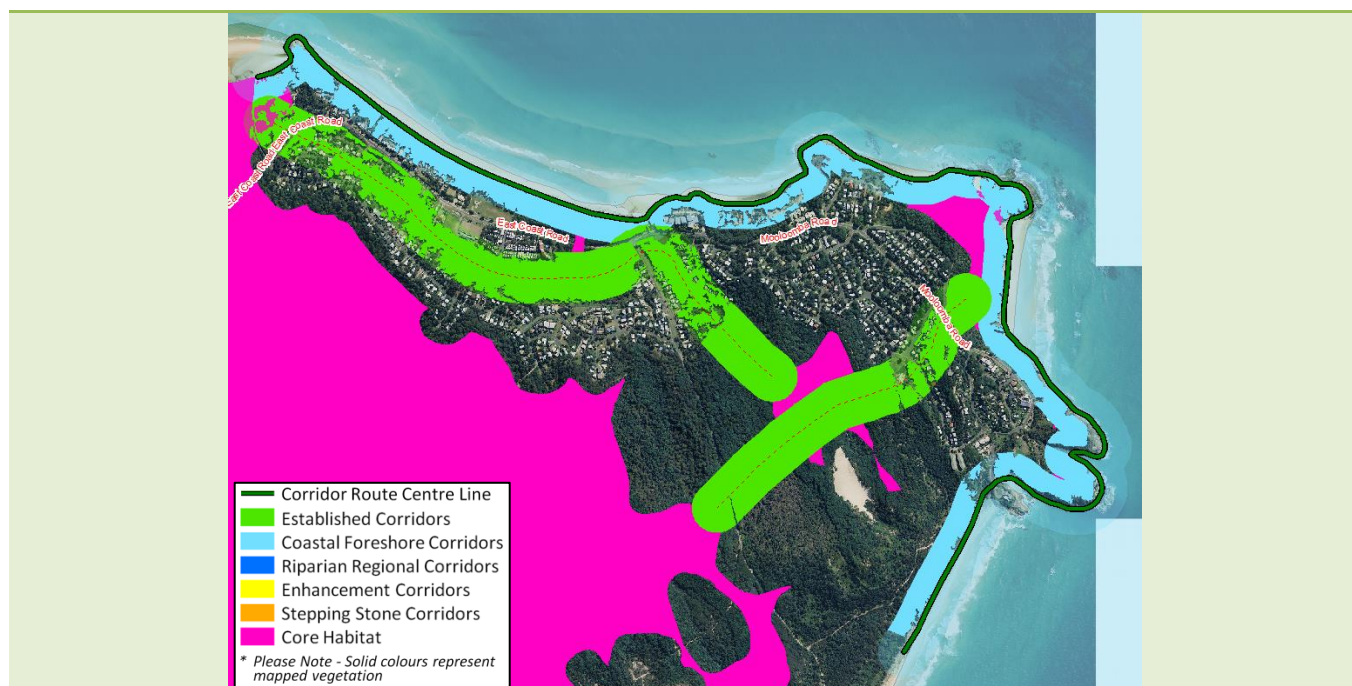 East Coast Road
East Coast Road
East Coast Road
Mooloomba Road
Mooloomba Road
Corridor Route Centre Line
Established Corridors
Coastal Foreshore Corridors
Riparian Regional Corridors
Enhancement Corridors
Stepping Stone Corridors
Core Habitat
* Please Note - Solid colours represent
mapped vegetation